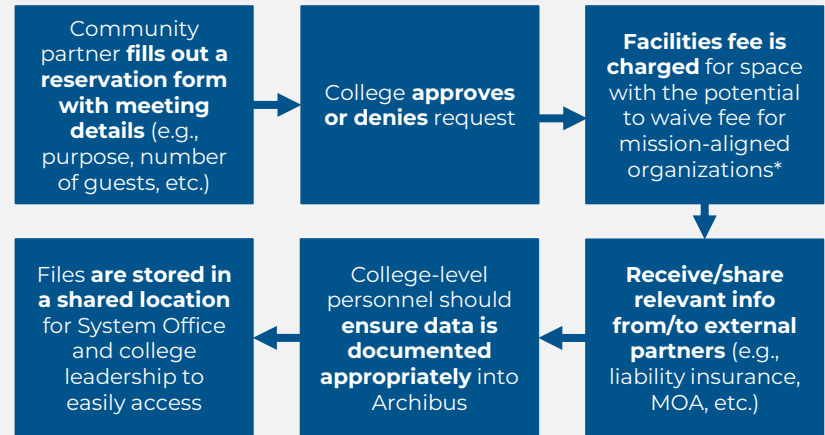 Community
partner fills out a
reservation form
with meeting
details (e.g.,
purpose, number
of guests, etc.)
College approves
or denies request
Facilities fee is
charged for space
with the potential
to waive fee for
mission-aligned
organizations*
Receive/share
relevant info
from/to external
partners (e.g.,
liability insurance,
MOA, etc.)
College-level
personnel should
ensure data is
documented
appropriately into
Archibus
Files are stored in
a shared location
for System Office
and college
leadership to
easily access